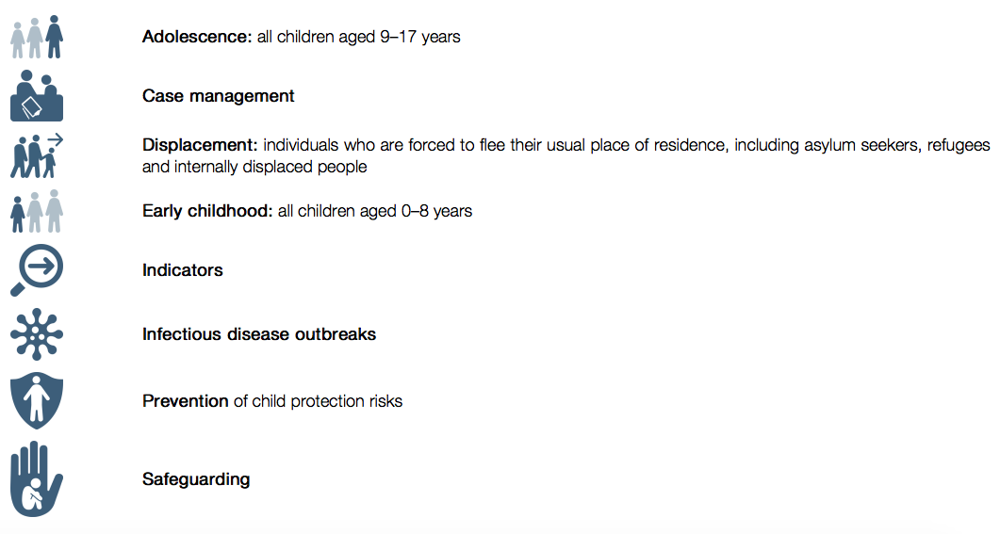 Adolescence: all children aged 9–17 years
Case management
Displacement: individuals who are forced to flee their usual place of residence, including asylum seekers, refugees
and internally displaced people
Early childhood: all children aged 0–8 years
Indicators
Infectious disease outbreaks
Prevention of child protection risks
Safeguarding